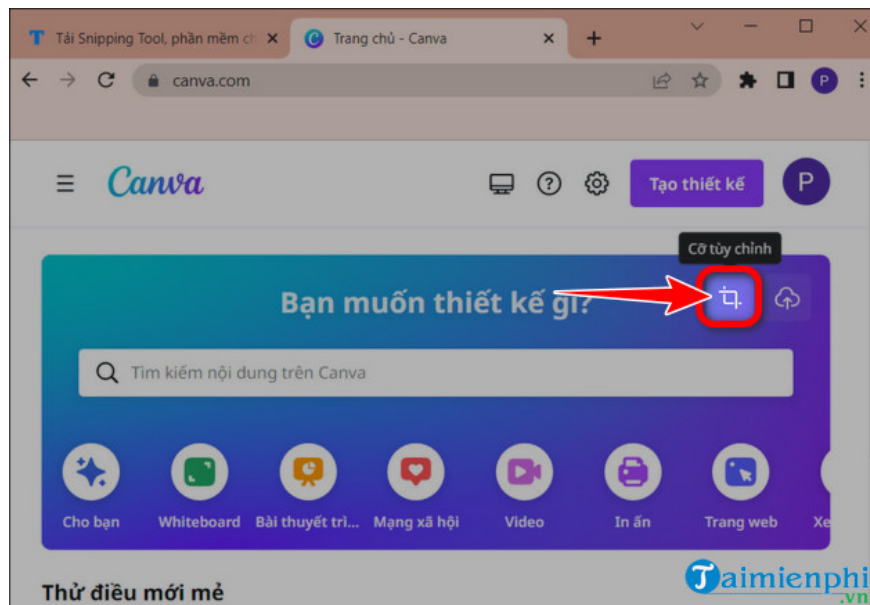 Tải Snipping Tool, phần mềm ch
Trang chủ - Canva
canva.com
P
Canva
Tạo thiết kế
P
Cỡ tùy chỉnh
Bạn muốn thiết kế gì?
Tìm kiếm nội dung trên Canva
Cho bạn
Whiteboard
Bài thuyết trì...
Mạng xã hội
Video
In ấn
Trang web
Xe
Thử điều mới mẻ
Taimienphi
.vn